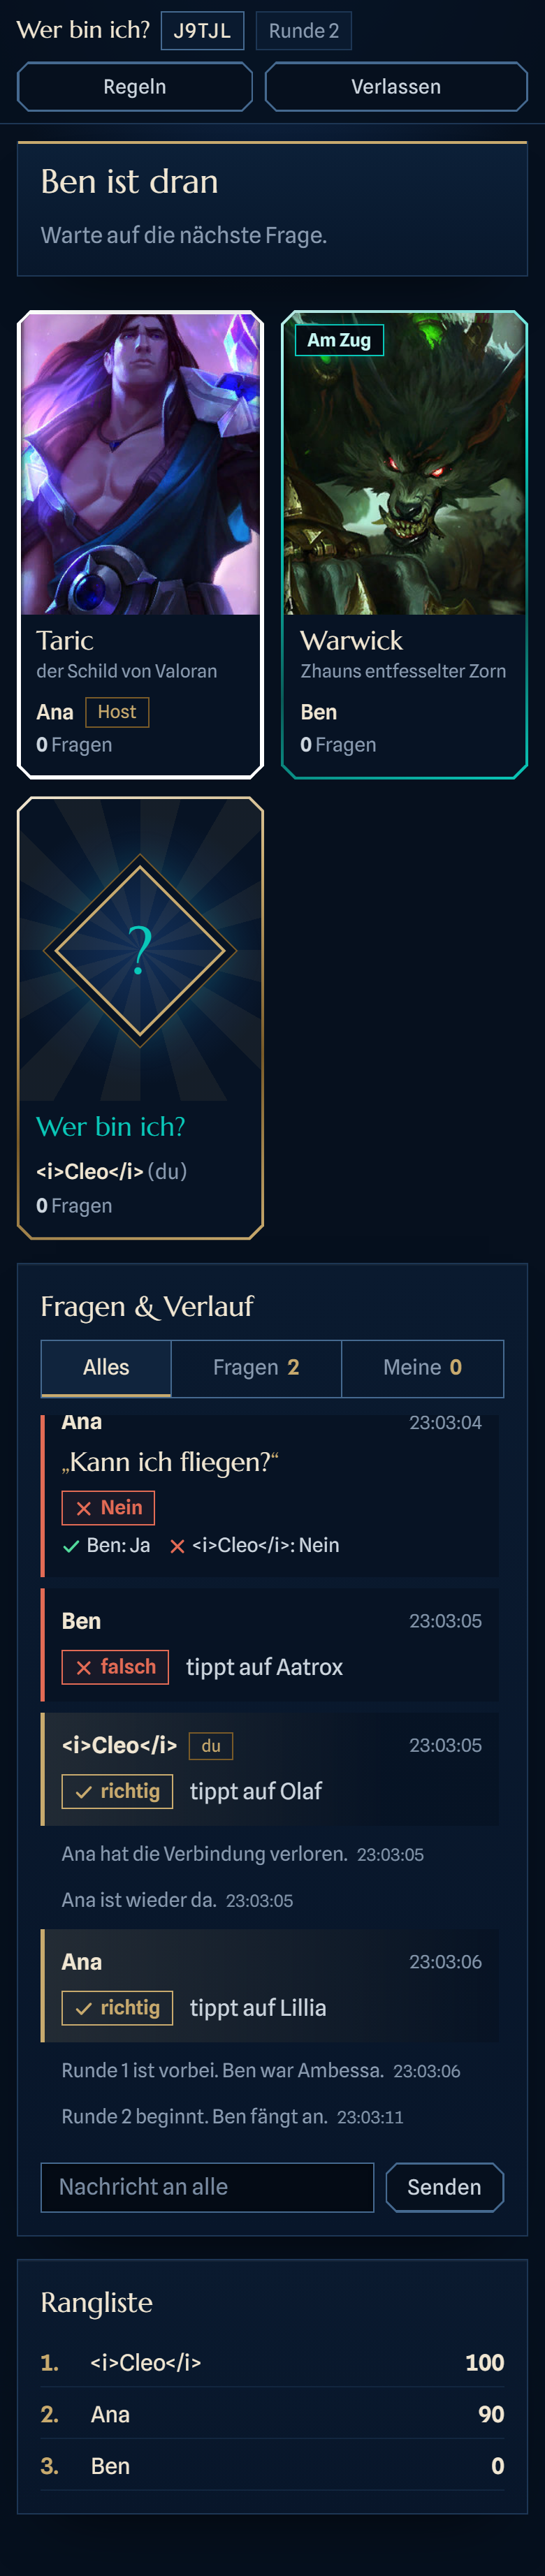 Wer bin ich? J9TJL Runde 2
Regeln Verlassen
Ben ist dran
Warte auf die nächste Frage.
Am Zug
Taric
der Schild von Valoran
Ana Host
0 Fragen
Warwick
Zhauns entfesselter Zorn
Ben
0 Fragen
?
Wer bin ich?
<i>Cleo</i> (du)
0 Fragen
Fragen & Verlauf
Alles Fragen 2 Meine 0
Ana 23:03:04
„Kann ich fliegen?“
Nein
Ben: Ja <i>Cleo</i>: Nein
Ben 23:03:05
falsch tippt auf Aatrox
<i>Cleo</i> du 23:03:05
richtig tippt auf Olaf
Ana hat die Verbindung verloren. 23:03:05
Ana ist wieder da. 23:03:05
Ana 23:03:06
richtig tippt auf Lillia
Runde 1 ist vorbei. Ben war Ambessa. 23:03:06
Runde 2 beginnt. Ben fängt an. 23:03:11
Nachricht an alle Senden
Rangliste
1. <i>Cleo</i> 100
2. Ana 90
3. Ben 0